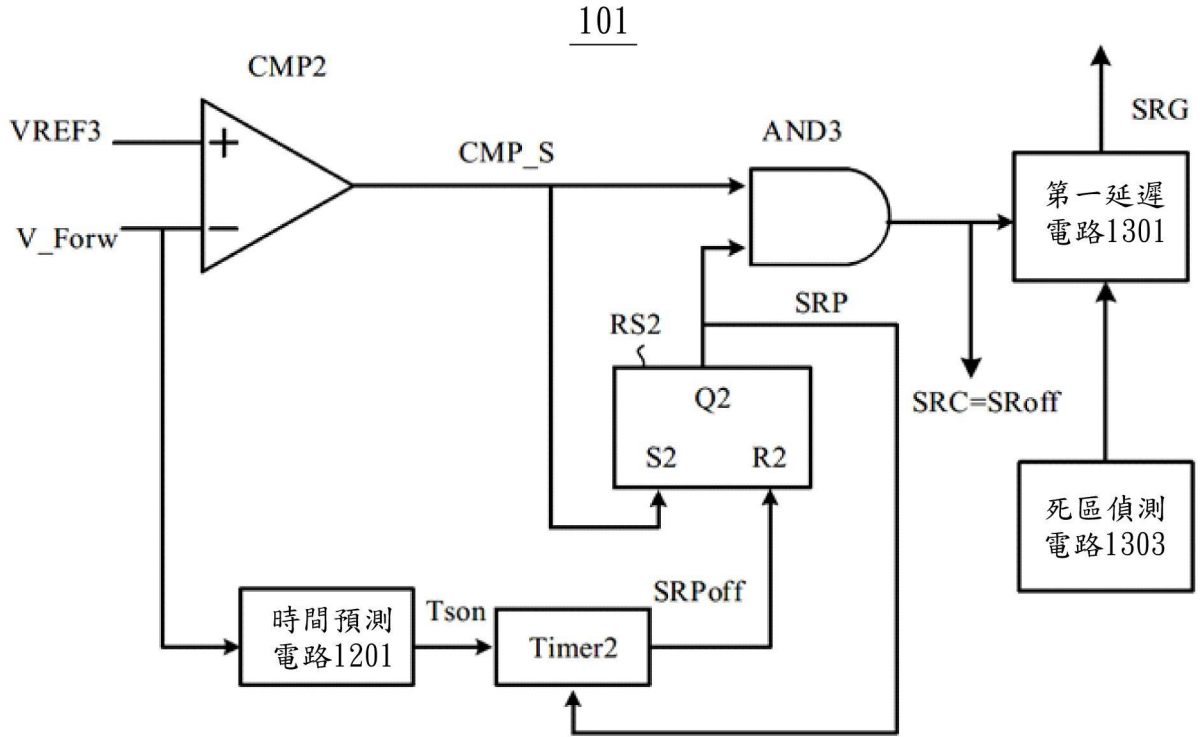 101
CMP2
VREF3
+
V_Forw
−
CMP_S
AND3
SRG
第一延遲
電路1301
SRP
RS2
Q2
S2 R2
SRC=SRoff
死區偵測
電路1303
時間預測
電路1201
Tson
Timer2
SRPoff